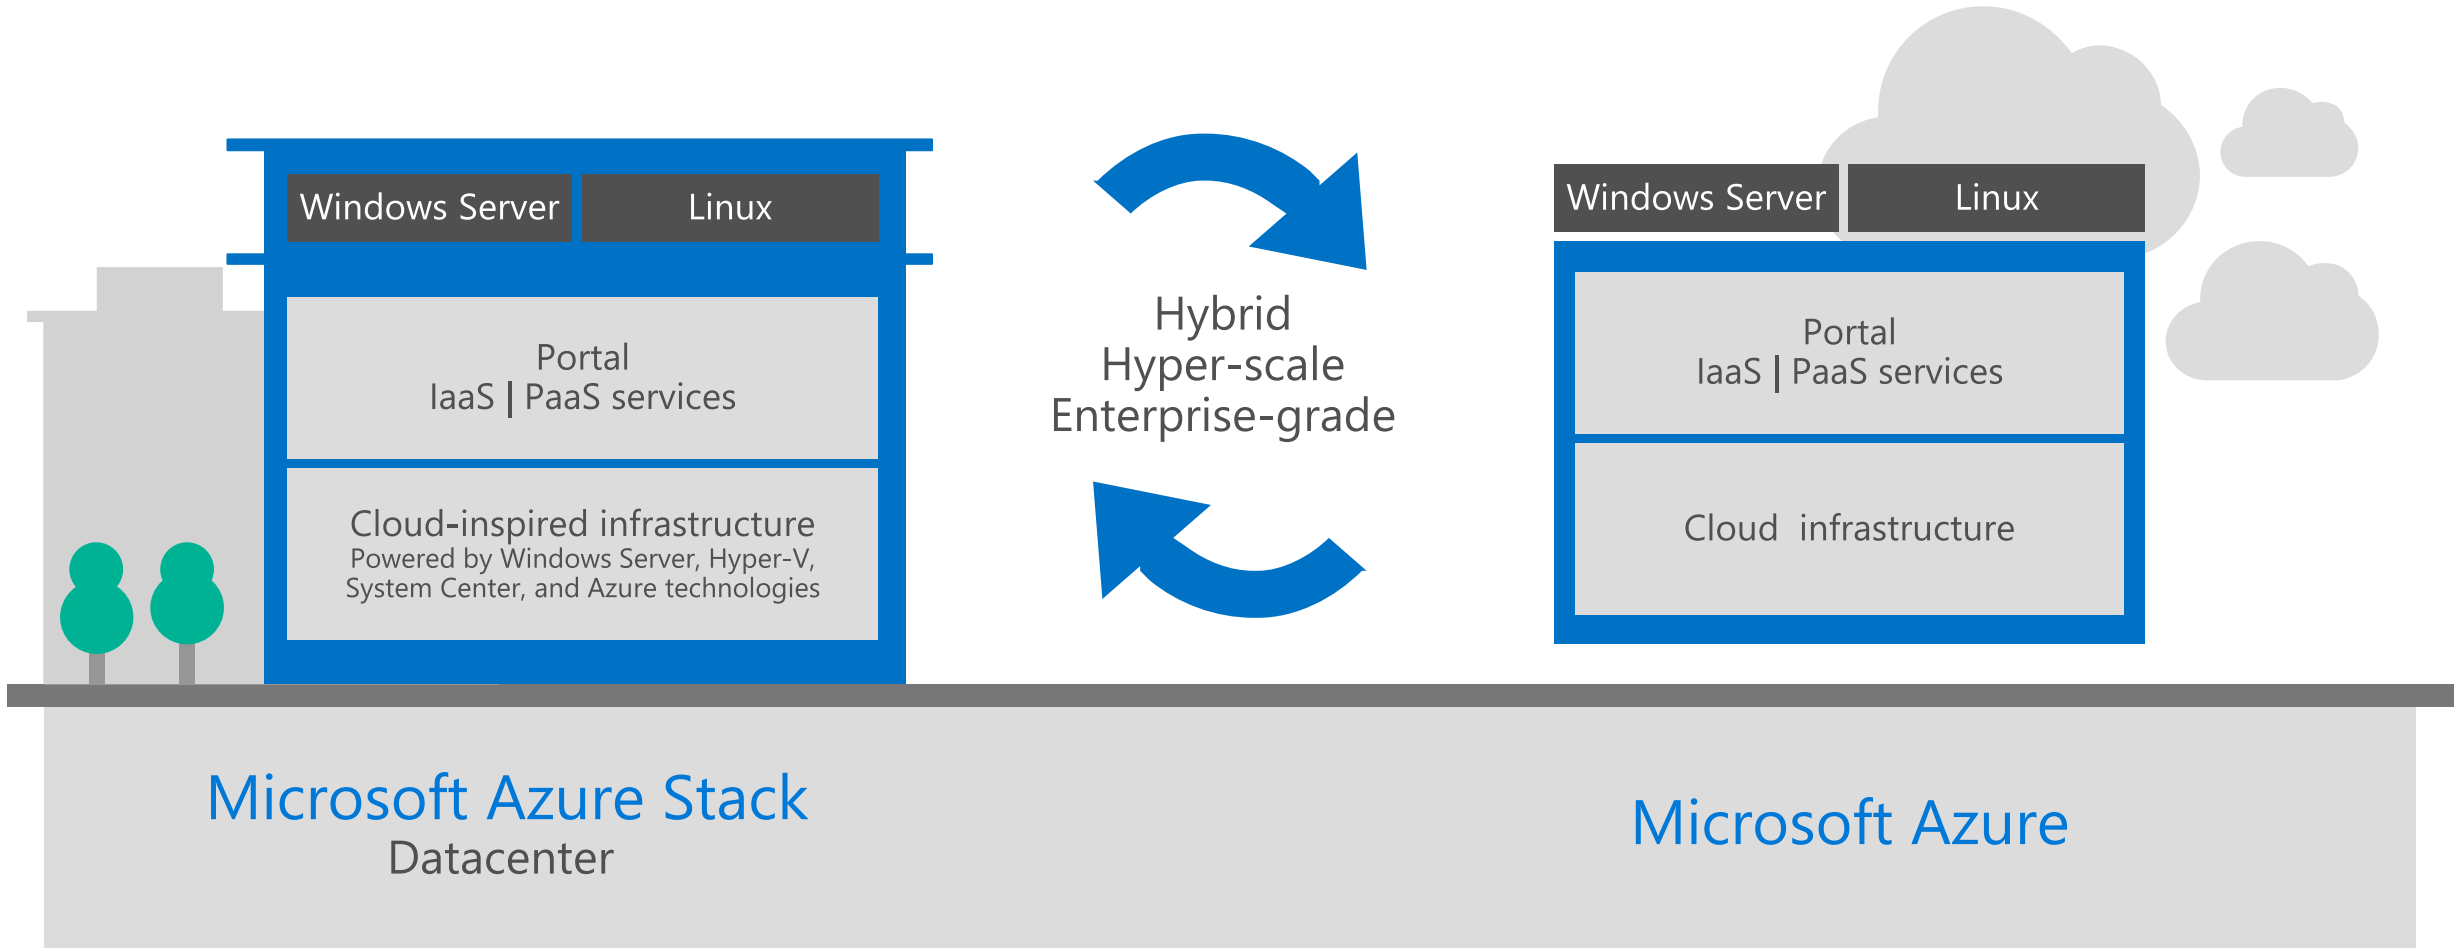 Windows Server
Linux
Portal
IaaS | PaaS services
Cloud-inspired infrastructure
Powered by Windows Server, Hyper-V,
System Center, and Azure technologies
Hybrid
Hyper-scale
Enterprise-grade
Windows Server
Linux
Portal
IaaS | PaaS services
Cloud infrastructure
Microsoft Azure Stack
Datacenter
Microsoft Azure